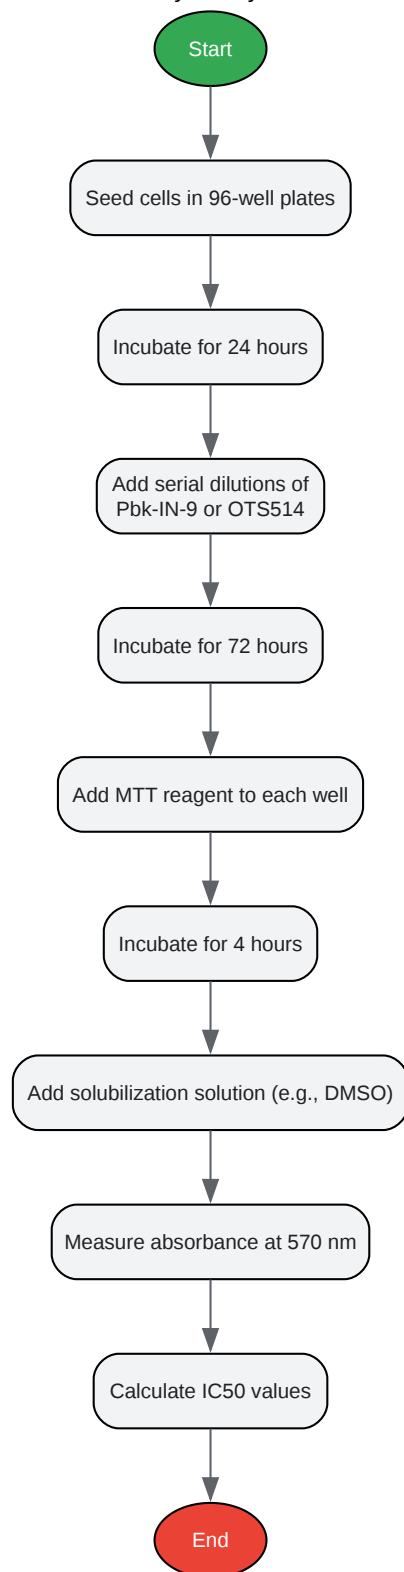 Start
Seed cells in 96-well plates
Incubate for 24 hours
Add serial dilutions of
Pbk-IN-9 or OTS514
Incubate for 72 hours
Add MTT reagent to each well
Incubate for 4 hours
Add solubilization solution (e.g., DMSO)
Measure absorbance at 570 nm
Calculate IC50 values
End